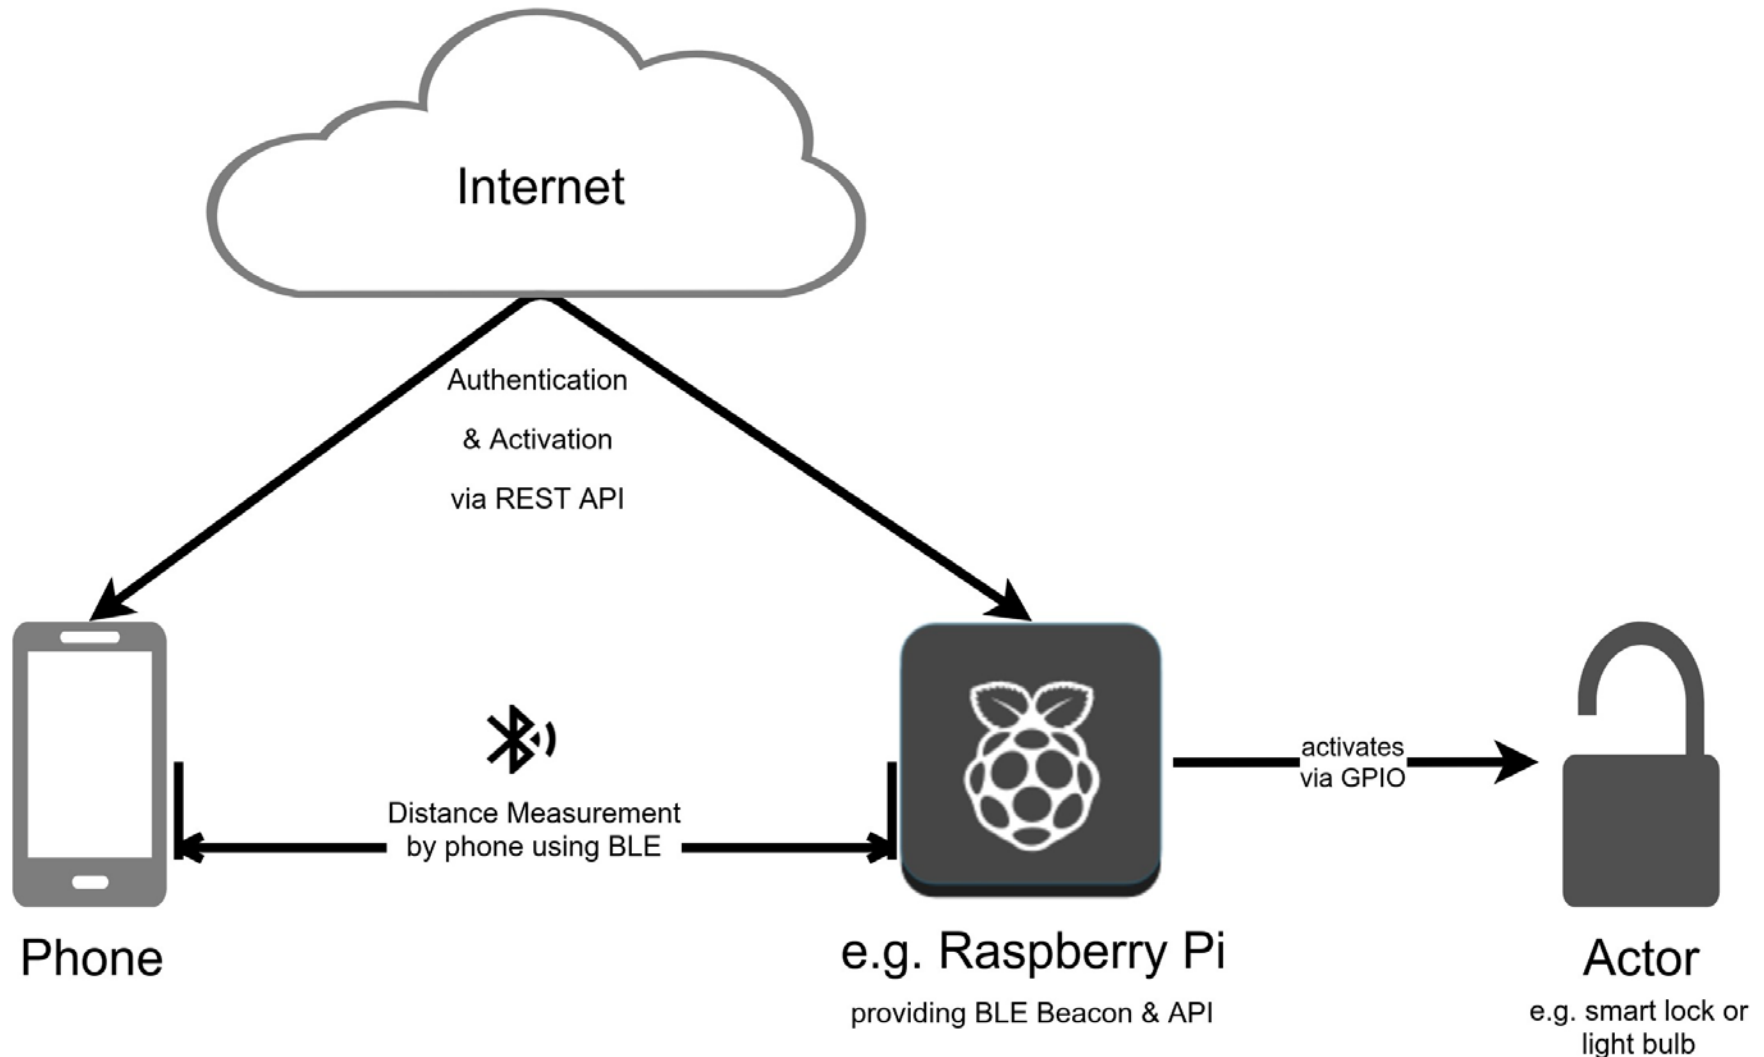 Internet
Authentication
& Activation
via REST API
Distance Measurement
by phone using BLE
activates
via GPIO
Phone
e.g. Raspberry Pi
providing BLE Beacon & API
Actor
e.g. smart lock or
light bulb